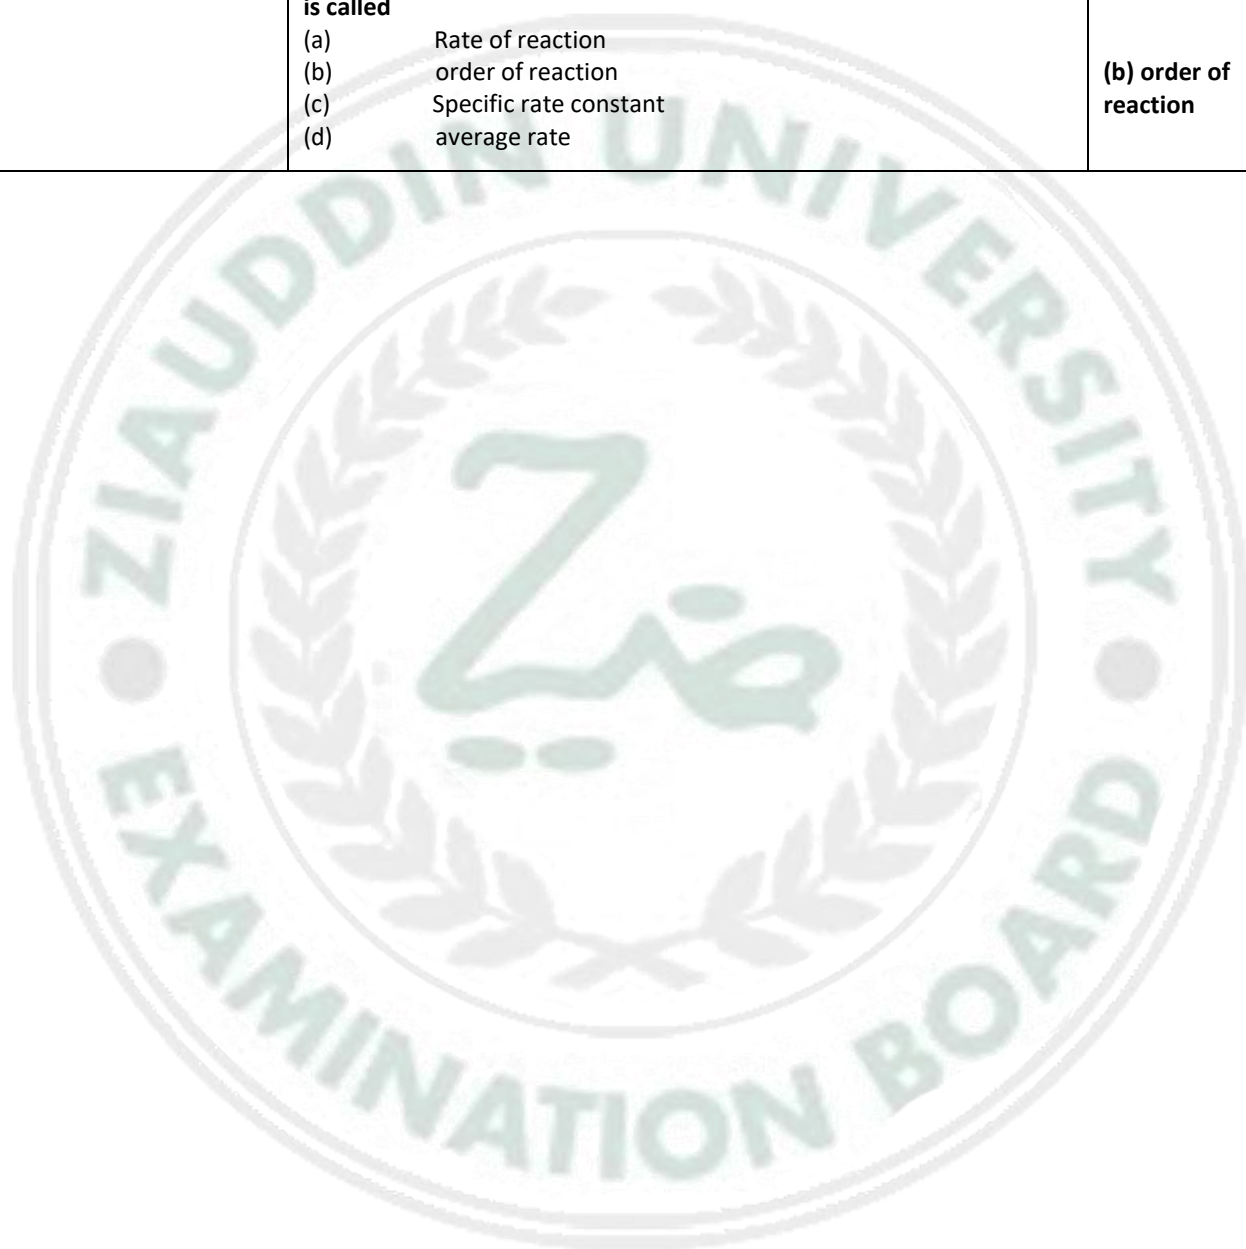 is called
(a) Rate of reaction
(b) order of reaction
(c) Specific rate constant
(d) average rate
(b) order of
reaction
ZIAUDDIN UNIVERSITY
EXAMINATION BOARD